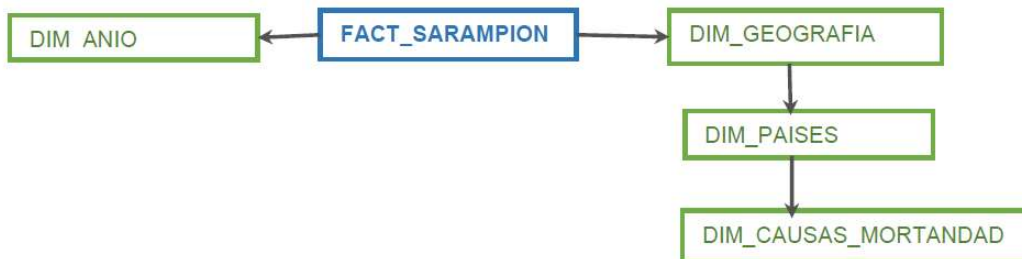 DIM ANIO
FACT_SARAMPION
DIM_GEOGRAFIA
DIM_PAISES
DIM_CAUSAS_MORTANDAD